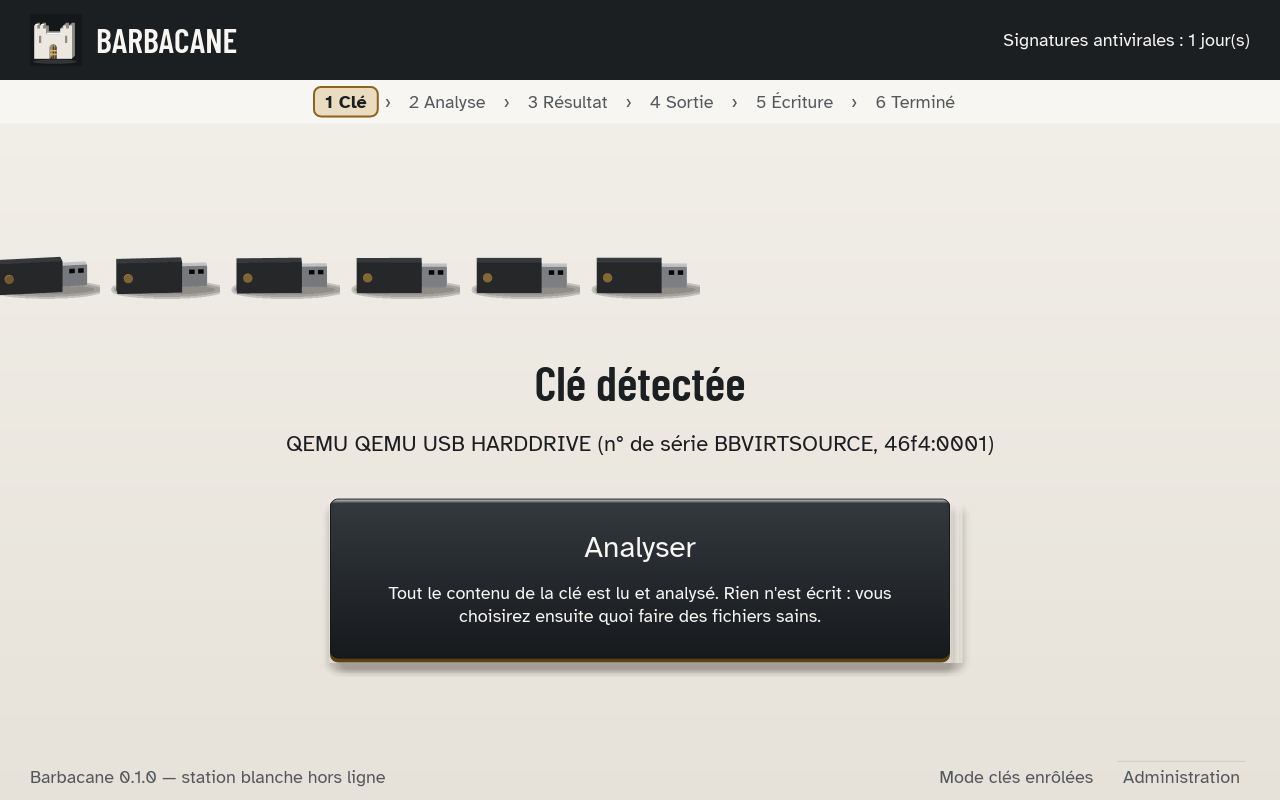 BARBACANE
Signatures antivirales : 1 jour(s)
1 Clé › 2 Analyse › 3 Résultat › 4 Sortie › 5 Écriture › 6 Terminé
Clé détectée
QEMU QEMU USB HARDDRIVE (n° de série BBVIRTSOURCE, 46f4:0001)
Analyser
Tout le contenu de la clé est lu et analysé. Rien n'est écrit : vous
choisirez ensuite quoi faire des fichiers sains.
Barbacane 0.1.0 — station blanche hors ligne
Mode clés enrôlées
Administration